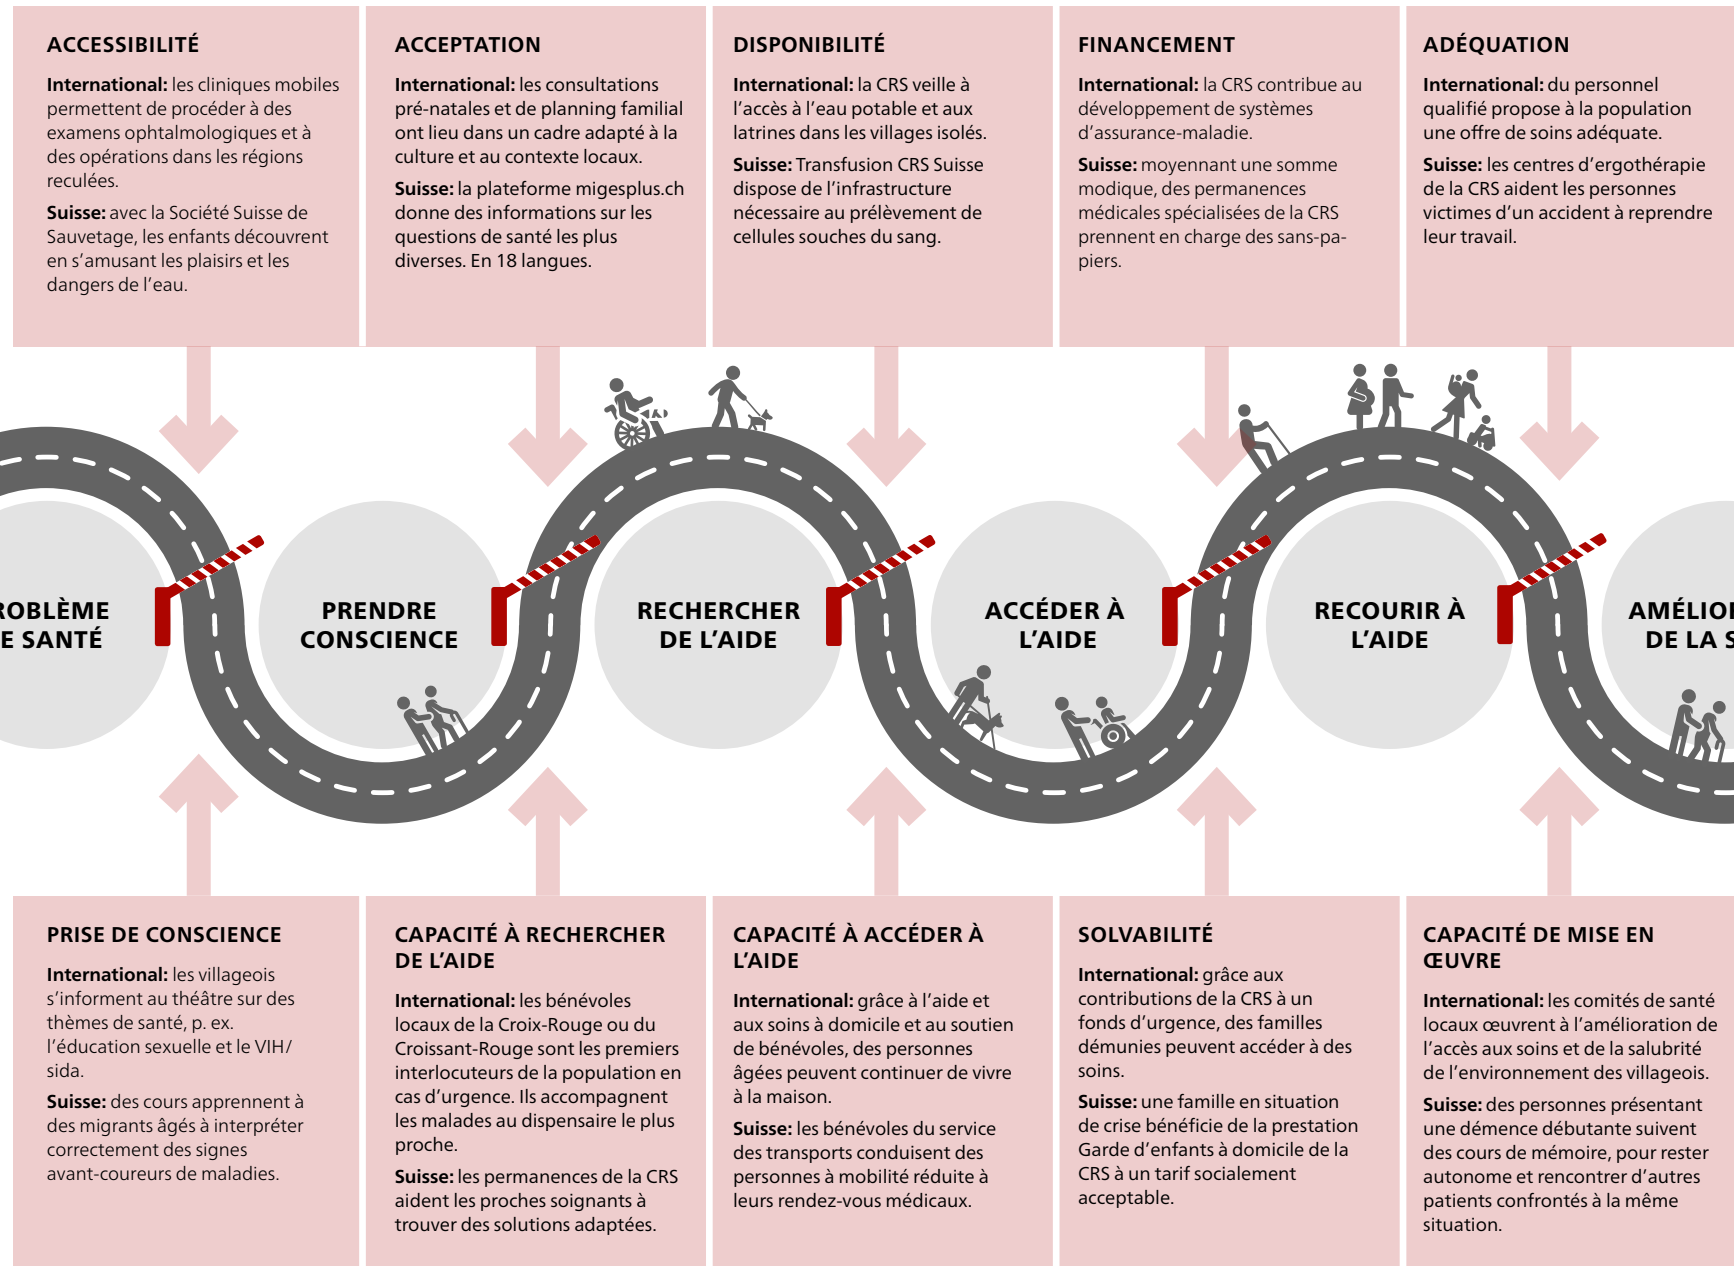 ACCESSIBILITÉ
International: les cliniques mobiles
permettent de procéder à des
examens ophtalmologiques et à
des opérations dans les régions
reculées.
Suisse: avec la Société Suisse de
Sauvetage, les enfants découvrent
en s’amusant les plaisirs et les
dangers de l’eau.
ACCEPTATION
International: les consultations
pré-natales et de planning familial
ont lieu dans un cadre adapté à la
culture et au contexte locaux.
Suisse: la plateforme migesplus.ch
donne des informations sur les
questions de santé les plus
diverses. En 18 langues.
DISPONIBILITÉ
International: la CRS veille à
l’accès à l’eau potable et aux
latrines dans les villages isolés.
Suisse: Transfusion CRS Suisse
dispose de l’infrastructure
nécessaire au prélèvement de
cellules souches du sang.
FINANCEMENT
International: la CRS contribue au
développement de systèmes
d’assurance-maladie.
Suisse: moyennant une somme
modique, des permanences
médicales spécialisées de la CRS
prennent en charge des sans-pa-
piers.
ADÉQUATION
International: du personnel
qualifié propose à la population
une offre de soins adéquate.
Suisse: les centres d’ergothérapie
de la CRS aident les personnes
victimes d’un accident à reprendre
leur travail.
ROBLÈME
E SANTÉ
PRENDRE
CONSCIENCE
RECHERCHER
DE L’AIDE
ACCÉDER À
L’AIDE
RECOURIR À
L’AIDE
AMÉLIOR
DE LA S
PRISE DE CONSCIENCE
International: les villageois
s’informent au théâtre sur des
thèmes de santé, p. ex.
l’éducation sexuelle et le VIH/
sida.
Suisse: des cours apprennent à
des migrants âgés à interpréter
correctement des signes
avant-coureurs de maladies.
CAPACITÉ À RECHERCHER
DE L’AIDE
International: les bénévoles
locaux de la Croix-Rouge ou du
Croissant-Rouge sont les premiers
interlocuteurs de la population en
cas d’urgence. Ils accompagnent
les malades au dispensaire le plus
proche.
Suisse: les permanences de la CRS
aident les proches soignants à
trouver des solutions adaptées.
CAPACITÉ À ACCÉDER À
L’AIDE
International: grâce à l’aide et
aux soins à domicile et au soutien
de bénévoles, des personnes
âgées peuvent continuer de vivre
à la maison.
Suisse: les bénévoles du service
des transports conduisent des
personnes à mobilité réduite à
leurs rendez-vous médicaux.
SOLVABILITÉ
International: grâce aux
contributions de la CRS à un
fonds d’urgence, des familles
démunies peuvent accéder à des
soins.
Suisse: une famille en situation
de crise bénéficie de la prestation
Garde d’enfants à domicile de la
CRS à un tarif socialement
acceptable.
CAPACITÉ DE MISE EN
ŒUVRE
International: les comités de santé
locaux œuvrent à l’amélioration de
l’accès aux soins et de la salubrité
de l’environnement des villageois.
Suisse: des personnes présentant
une démence débutante suivent
des cours de mémoire, pour rester
autonome et rencontrer d’autres
patients confrontés à la même
situation.